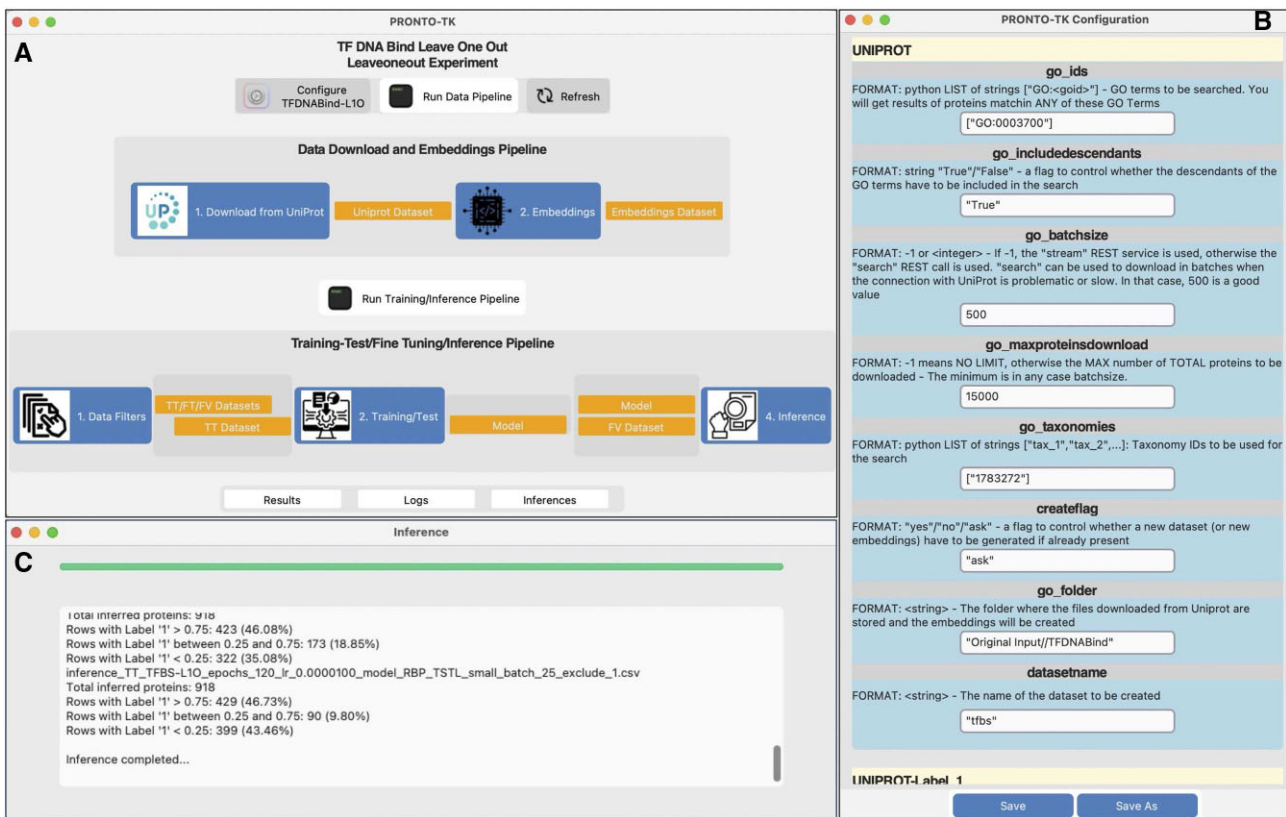 PRONTO-TK
A
TF DNA Bind Leave One Out
Leaveoneout Experiment
Configure
TFDNABind-L1O
Run Data Pipeline
Refresh
Data Download and Embeddings Pipeline
UP
1. Download from UniProt
Uniprot Dataset
</>
2. Embeddings
Embeddings Dataset
Run Training/Inference Pipeline
Training-Test/Fine Tuning/Inference Pipeline
1. Data Filters
TT/FT/FV Datasets
TT Dataset
2. Training/Test
Model
Model
FV Dataset
4. Inference
Results
Logs
Inferences
PRONTO-TK Configuration
B
UNIPROT
go_ids
FORMAT: python LIST of strings ["GO:<goid>"] - GO terms to be searched. You
will get results of proteins matchin ANY of these GO Terms
["GO:0003700"]
go_includedescendants
FORMAT: string "True"/"False" - a flag to control whether the descendants of the
GO terms have to be included in the search
"True"
go_batchsize
FORMAT: -1 or <integer> - If -1, the "stream" REST service is used, otherwise the
"search" REST call is used. "search" can be used to download in batches when
the connection with UniProt is problematic or slow. In that case, 500 is a good
value
500
go_maxproteinsdownload
FORMAT: -1 means NO LIMIT, otherwise the MAX number of TOTAL proteins to be
downloaded - The minimum is in any case batchsize.
15000
go_taxonomies
FORMAT: python LIST of strings ["tax_1","tax_2",...]: Taxonomy IDs to be used for
the search
["1783272"]
createflag
FORMAT: "yes"/"no"/"ask" - a flag to control whether a new dataset (or new
embeddings) have to be generated if already present
"ask"
go_folder
FORMAT: <string> - The folder where the files downloaded from Uniprot are
stored and the embeddings will be created
"Original Input//TFDNABind"
datasetname
FORMAT: <string> - The name of the dataset to be created
"tfbs"
UNIPROT-Label_1
Save
Save As
Inference
C
Total inferred proteins: 918
Rows with Label '1' > 0.75: 423 (46.08%)
Rows with Label '1' between 0.25 and 0.75: 173 (18.85%)
Rows with Label '1' < 0.25: 322 (35.08%)
inference_TT_TFBS-L1O_epochs_120_lr_0.0000100_model_RBP_TSTL_small_batch_25_exclude_1.csv
Total inferred proteins: 918
Rows with Label '1' > 0.75: 429 (46.73%)
Rows with Label '1' between 0.25 and 0.75: 90 (9.80%)
Rows with Label '1' < 0.25: 399 (43.46%)
Inference completed...